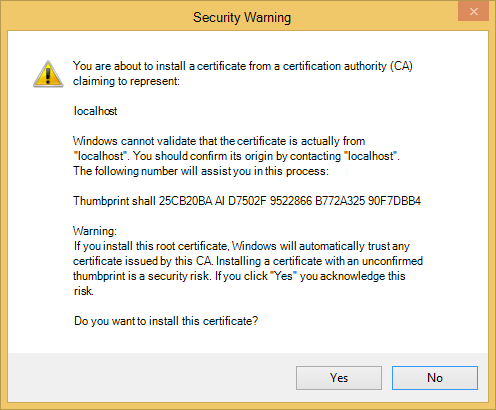 Security Warning
You are about to install a certificate from a certification authority (CA)
claiming to represent:
localhost
Windows cannot validate that the certificate is actually from
"localhost". You should confirm its origin by contacting "localhost".
The following number will assist you in this process:
Thumbprint shall 25CB20BA AI D7502F 9522866 B772A325 90F7DBB4
Warning:
If you install this root certificate, Windows will automatically trust any
certificate issued by this CA. Installing a certificate with an unconfirmed
thumbprint is a security risk. If you click "Yes" you acknowledge this
risk.
Do you want to install this certificate?
Yes
No